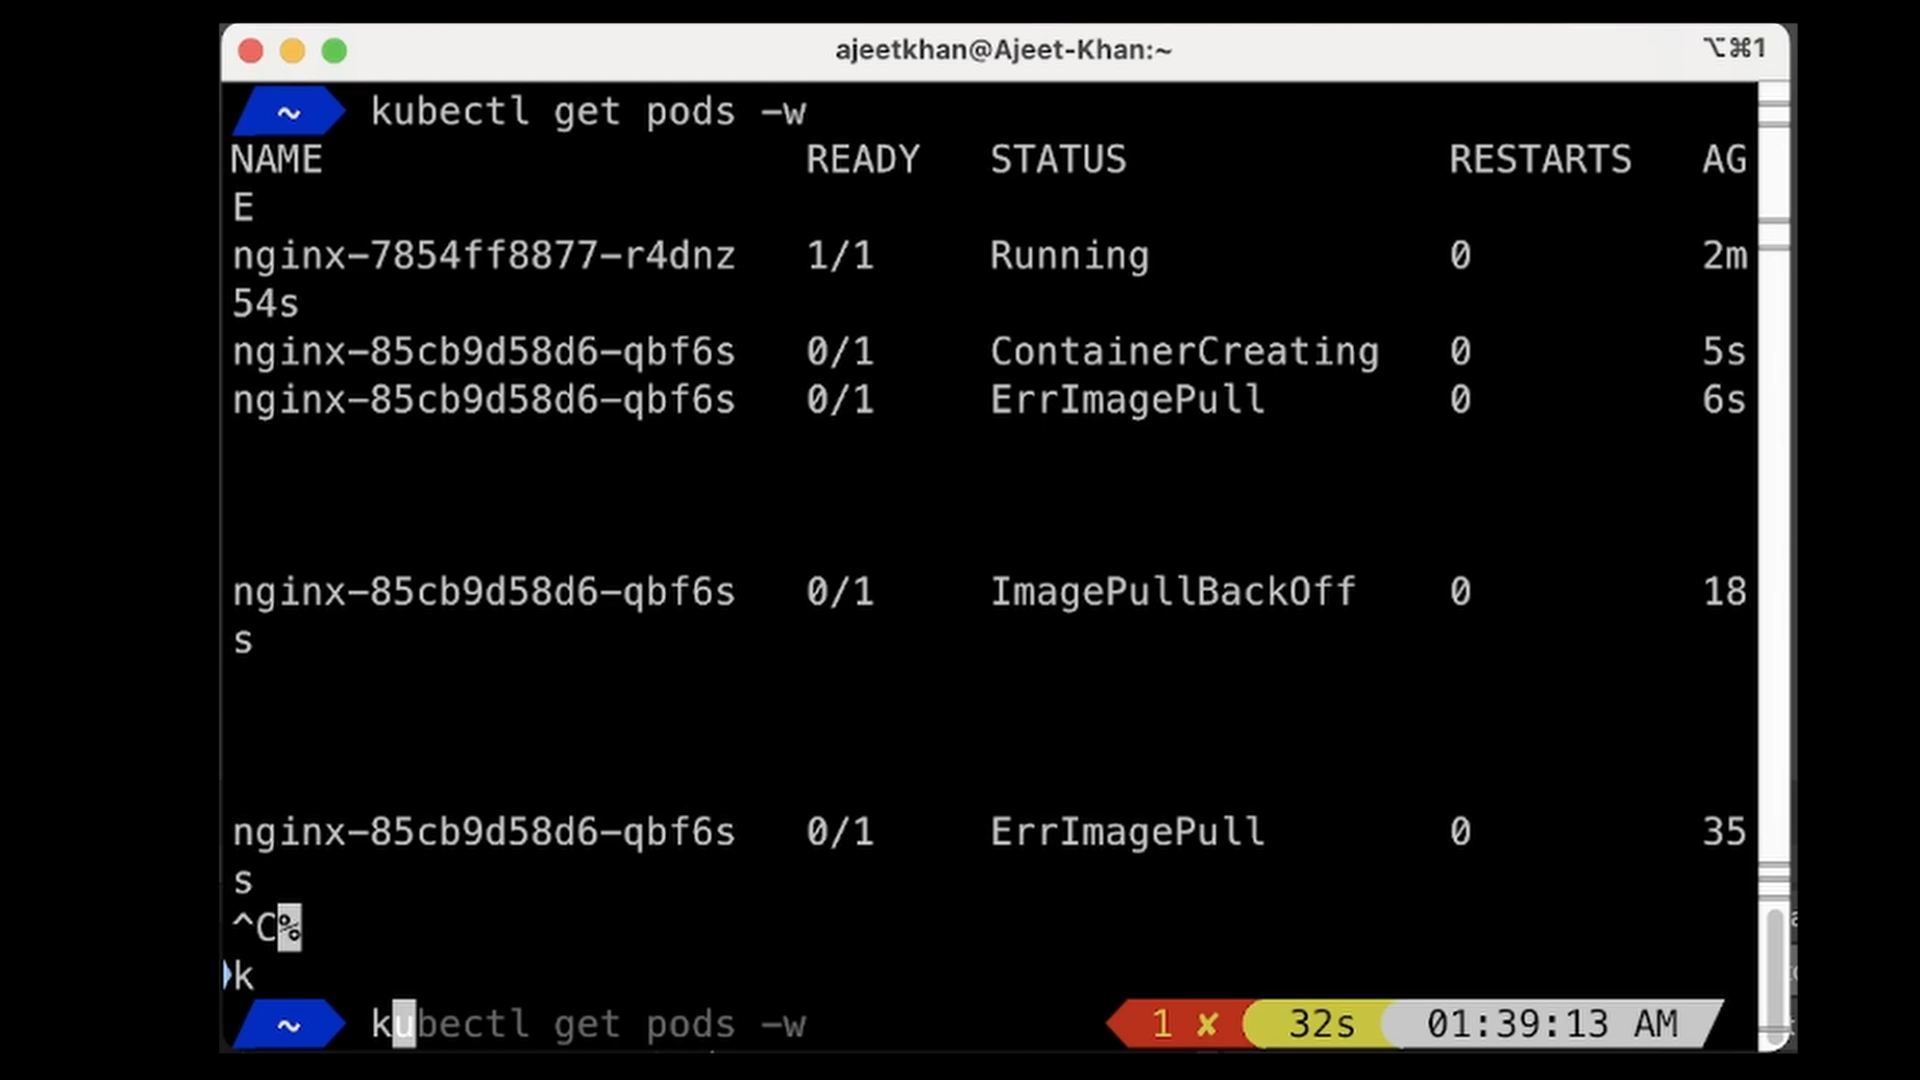 ajeetkhan@Ajeet-Khan:~ ⌥⌘1
~ kubectl get pods -w
NAME READY STATUS RESTARTS AG
E
nginx-7854ff8877-r4dnz 1/1 Running 0 2m
54s
nginx-85cb9d58d6-qbf6s 0/1 ContainerCreating 0 5s
nginx-85cb9d58d6-qbf6s 0/1 ErrImagePull 0 6s
nginx-85cb9d58d6-qbf6s 0/1 ImagePullBackOff 0 18
s
nginx-85cb9d58d6-qbf6s 0/1 ErrImagePull 0 35
s
^C%
k
~ kubectl get pods -w 1 ✘ 32s 01:39:13 AM